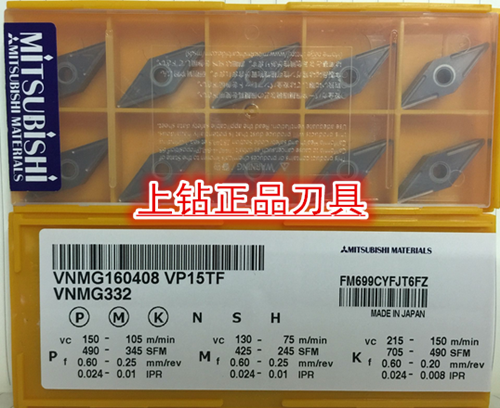 MITSUBISHI
MITSUBISHI MATERIALS
上钻正品刀具
VNMG160408 VP15TF
VNMG332
MITSUBISHI MATERIALS
FM699CYFJT6FZ
MADE IN JAPAN
P M K N S H
P vc 150 - 105 m/min
490 - 345 SFM
f 0.60 - 0.25 mm/rev
0.024 - 0.01 IPR
M vc 130 - 75 m/min
425 - 245 SFM
f 0.60 - 0.25 mm/rev
0.024 - 0.01 IPR
K vc 215 - 150 m/min
705 - 490 SFM
f 0.60 - 0.20 mm/rev
0.024 - 0.008 IPR